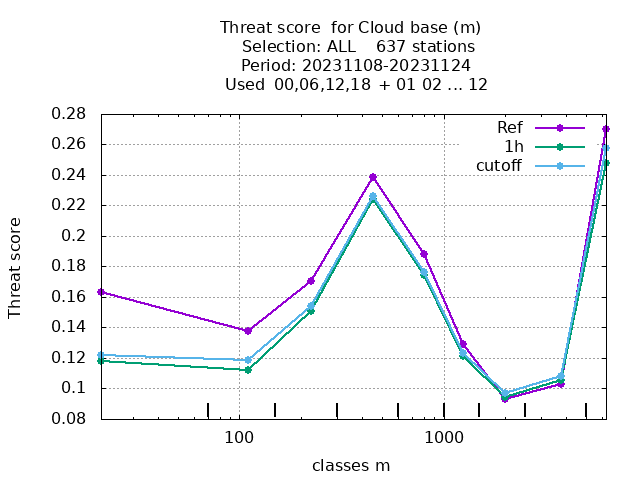 Threat score  for Cloud base (m)
Selection: ALL    637 stations
Period: 20231108-20231124
Used  00,06,12,18 + 01 02 ... 12
Ref
1h
cutoff
Threat score
0.28
0.26
0.24
0.22
0.2
0.18
0.16
0.14
0.12
0.1
0.08
100
1000
classes m